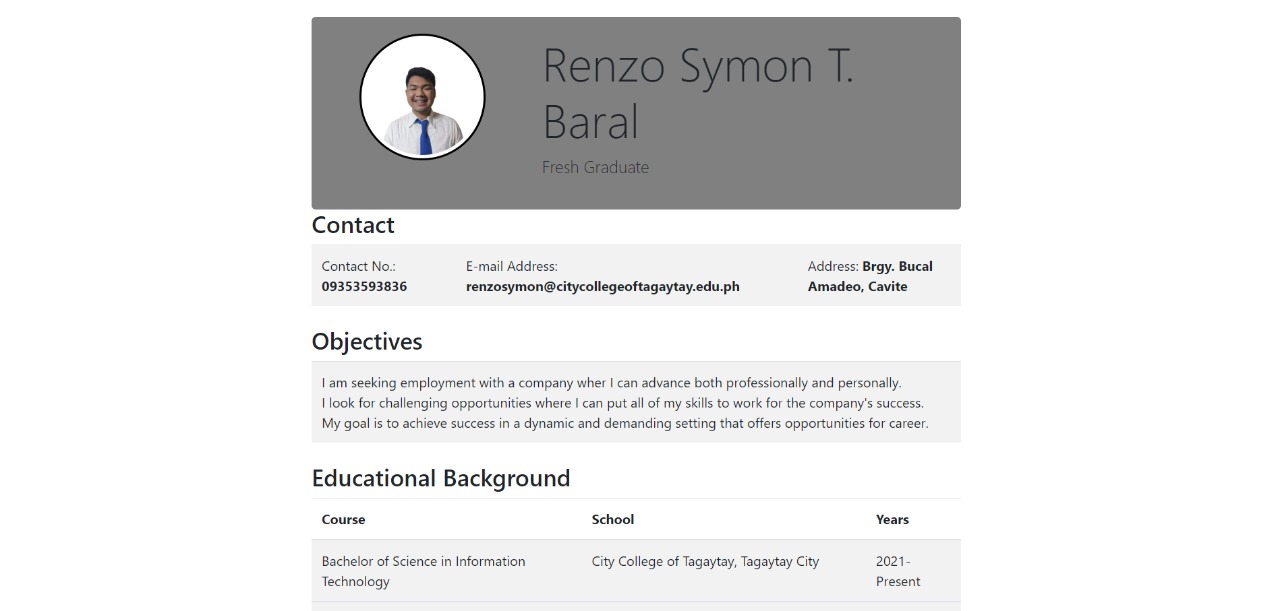 Renzo Symon T.
Baral
Fresh Graduate
Contact
Contact No.: E-mail Address: Address: Brgy. Bucal
09353593836 renzosymon@citycollegeoftagaytay.edu.ph Amadeo, Cavite
Objectives
I am seeking employment with a company wher I can advance both professionally and personally.
I look for challenging opportunities where I can put all of my skills to work for the company's success.
My goal is to achieve success in a dynamic and demanding setting that offers opportunities for career.
Educational Background
Course School Years
Bachelor of Science in Information City College of Tagaytay, Tagaytay City 2021-
Technology Present